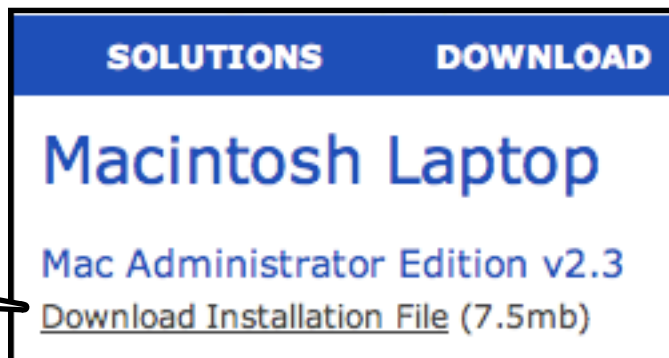 SOLUTIONS DOWNLOAD
Macintosh Laptop
Mac Administrator Edition v2.3
Download Installation File (7.5mb)